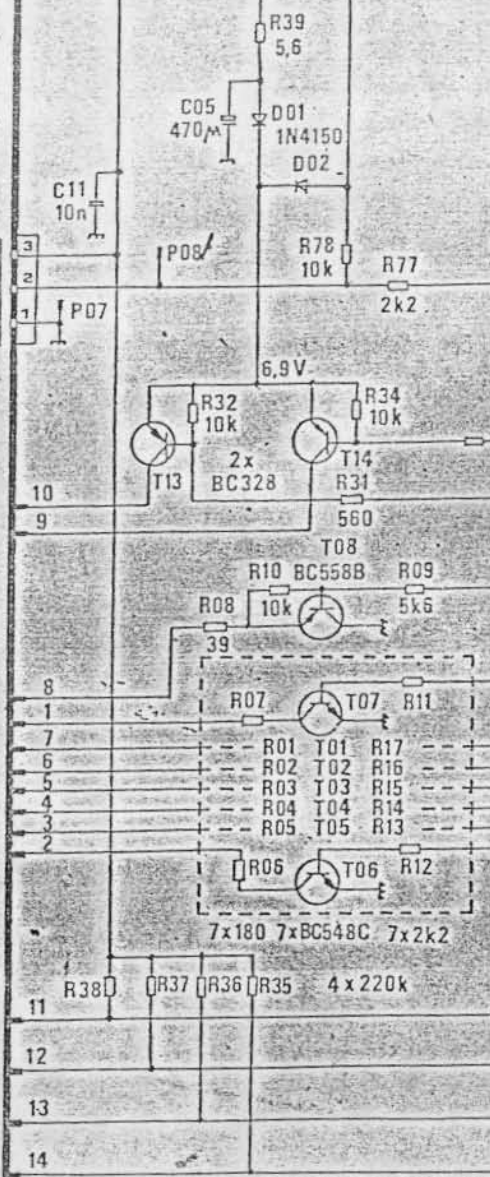 R39
5,6
C05
470µ
D01
1N4150
D02
C11
10n
R78
10k
R77
2k2
3
2
1
P08
P07
6,9V
R32
10k
R34
10k
T13
2x
BC328
T14
R31
560
10
9
T08
BC558B
R10
10k
R09
5k6
R08
39
8
1
R07
T07
R11
7
R01 T01 R17
6
R02 T02 R16
5
R03 T03 R15
4
R04 T04 R14
3
R05 T05 R13
2
R06
T06
R12
7x180 7xBC548C 7x2k2
R38 R37 R36 R35 4x220k
11
12
13
14